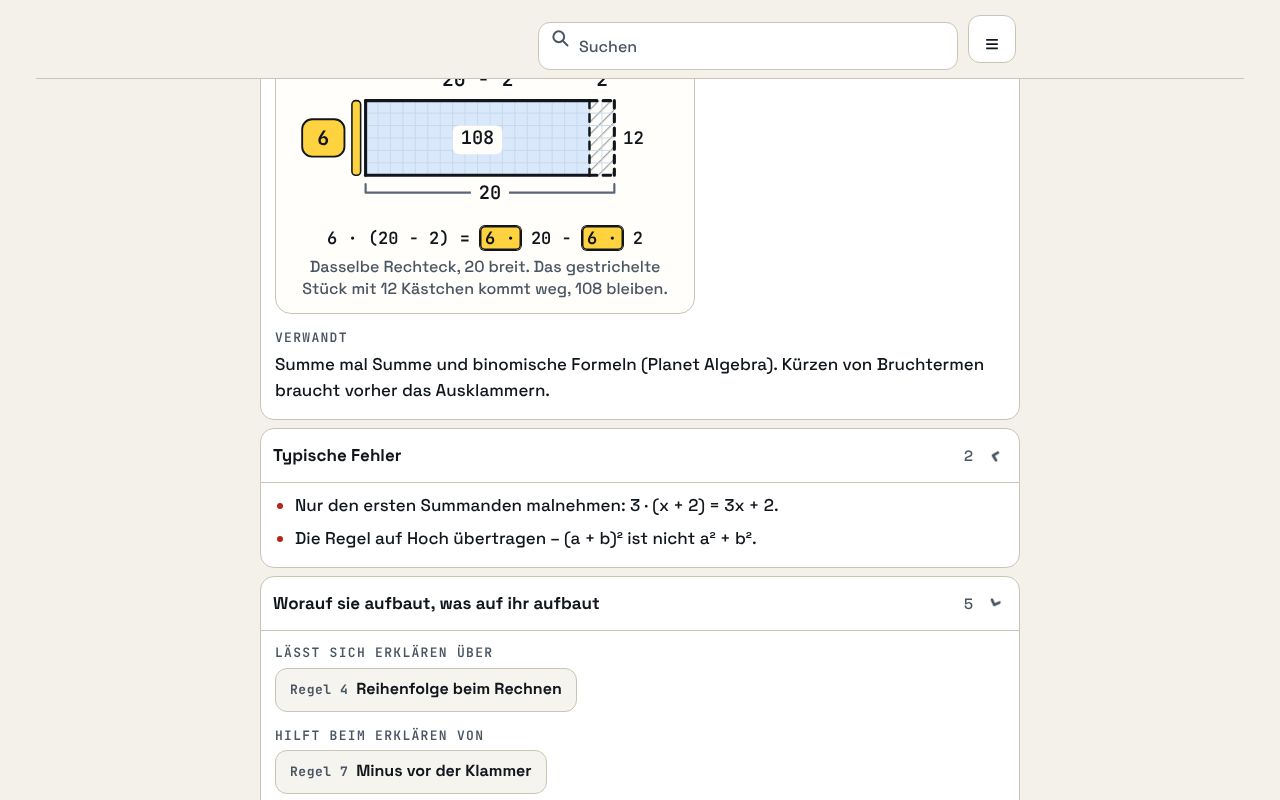 Suchen
20 - 2 2
6 108 12
20
6 · (20 - 2) = 6 · 20 - 6 · 2
Dasselbe Rechteck, 20 breit. Das gestrichelte
Stück mit 12 Kästchen kommt weg, 108 bleiben.
VERWANDT
Summe mal Summe und binomische Formeln (Planet Algebra). Kürzen von Bruchtermen
braucht vorher das Ausklammern.
Typische Fehler 2
Nur den ersten Summanden malnehmen: 3 · (x + 2) = 3x + 2.
Die Regel auf Hoch übertragen – (a + b)² ist nicht a² + b².
Worauf sie aufbaut, was auf ihr aufbaut 5
LÄSST SICH ERKLÄREN ÜBER
Regel 4 Reihenfolge beim Rechnen
HILFT BEIM ERKLÄREN VON
Regel 7 Minus vor der Klammer